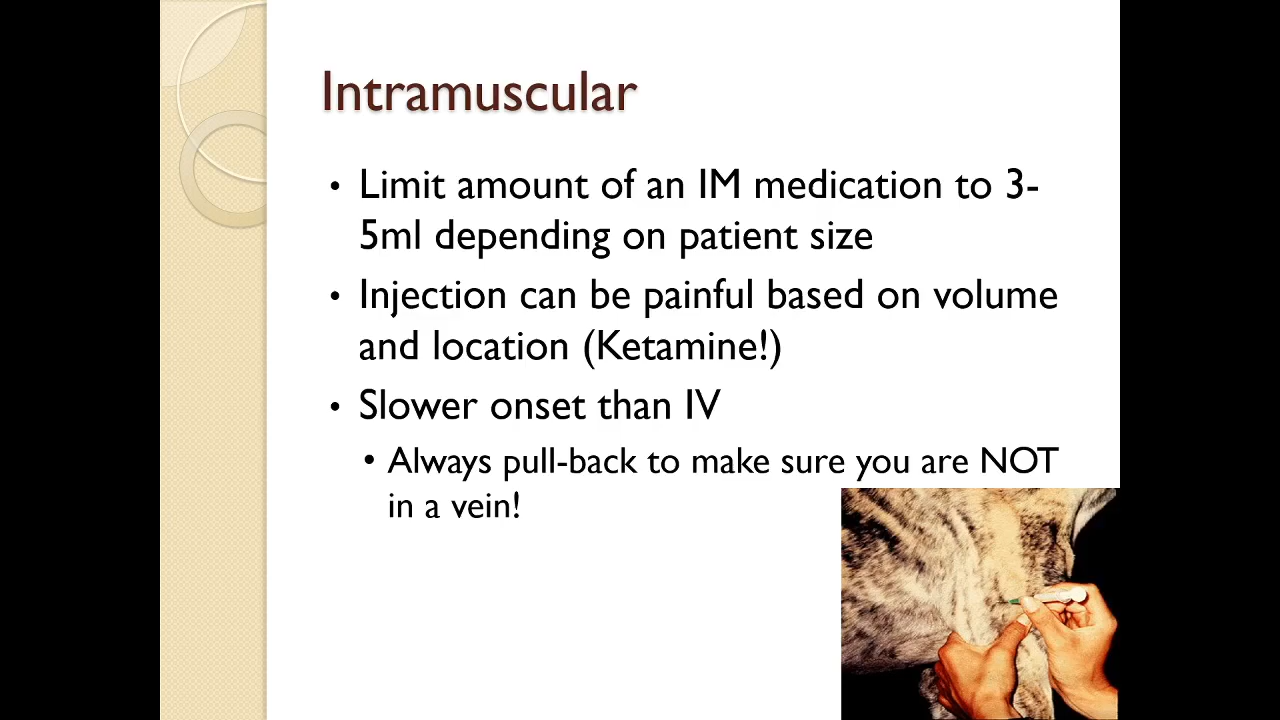 Intramuscular
• Limit amount of an IM medication to 3-
5ml depending on patient size
• Injection can be painful based on volume
and location (Ketamine!)
• Slower onset than IV
• Always pull-back to make sure you are NOT
in a vein!